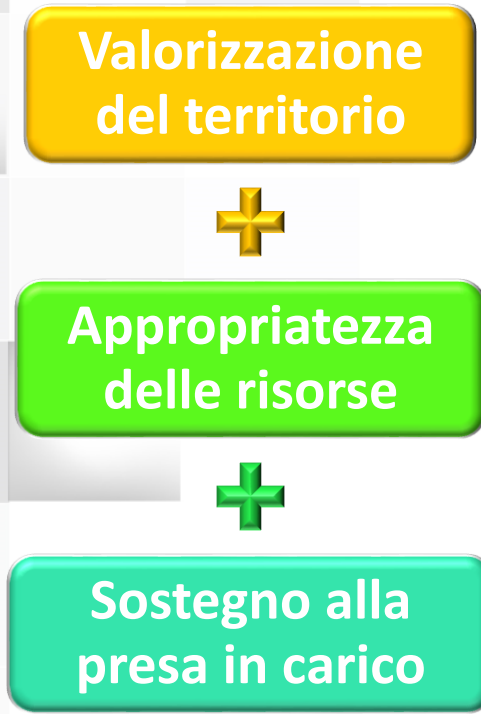 Valorizzazione
del territorio
Appropriatezza
delle risorse
Sostegno alla
presa in carico